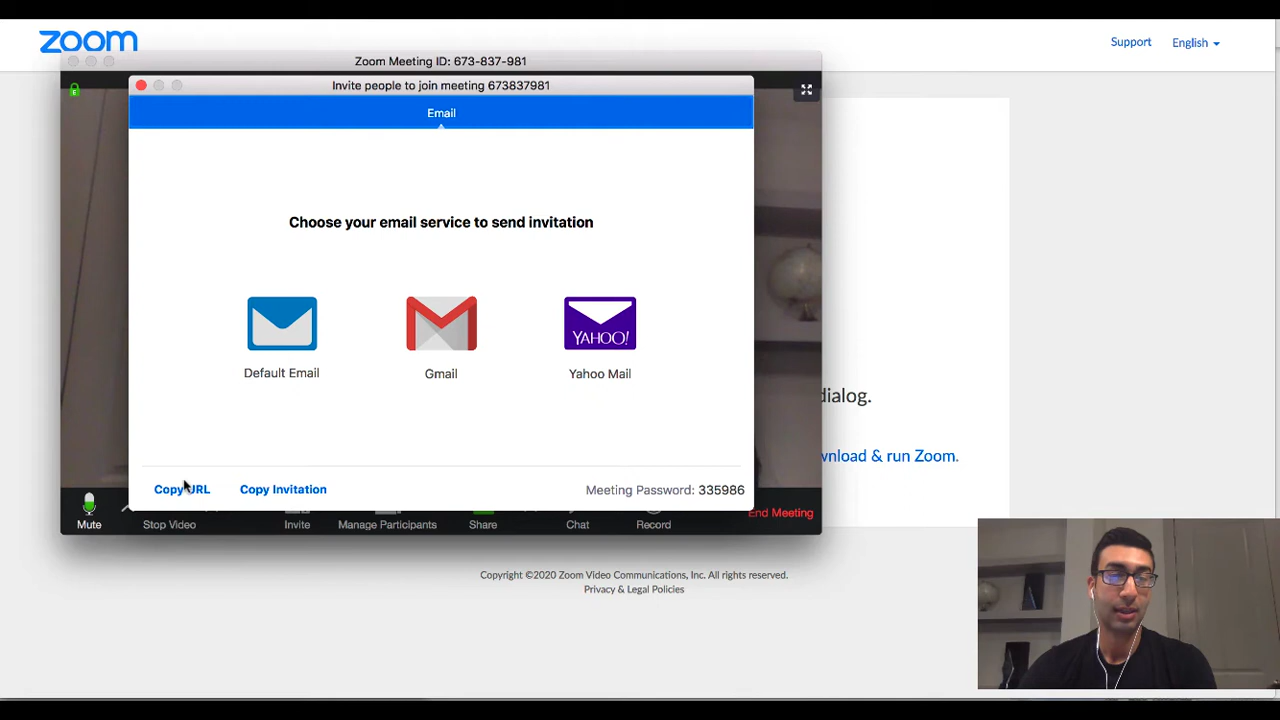 zoom
Support
English
Zoom Meeting ID: 673-837-981
Invite people to join meeting 673837981
Email
Choose your email service to send invitation
YAHOO!
Default Email
Gmail
Yahoo Mail
dialog.
wnload & run Zoom.
Copy URL
Copy Invitation
Meeting Password: 335986
Mute
Stop Video
Invite
Manage Participants
Share
Chat
Record
End Meeting
Copyright ©2020 Zoom Video Communications, Inc. All rights reserved.
Privacy & Legal Policies